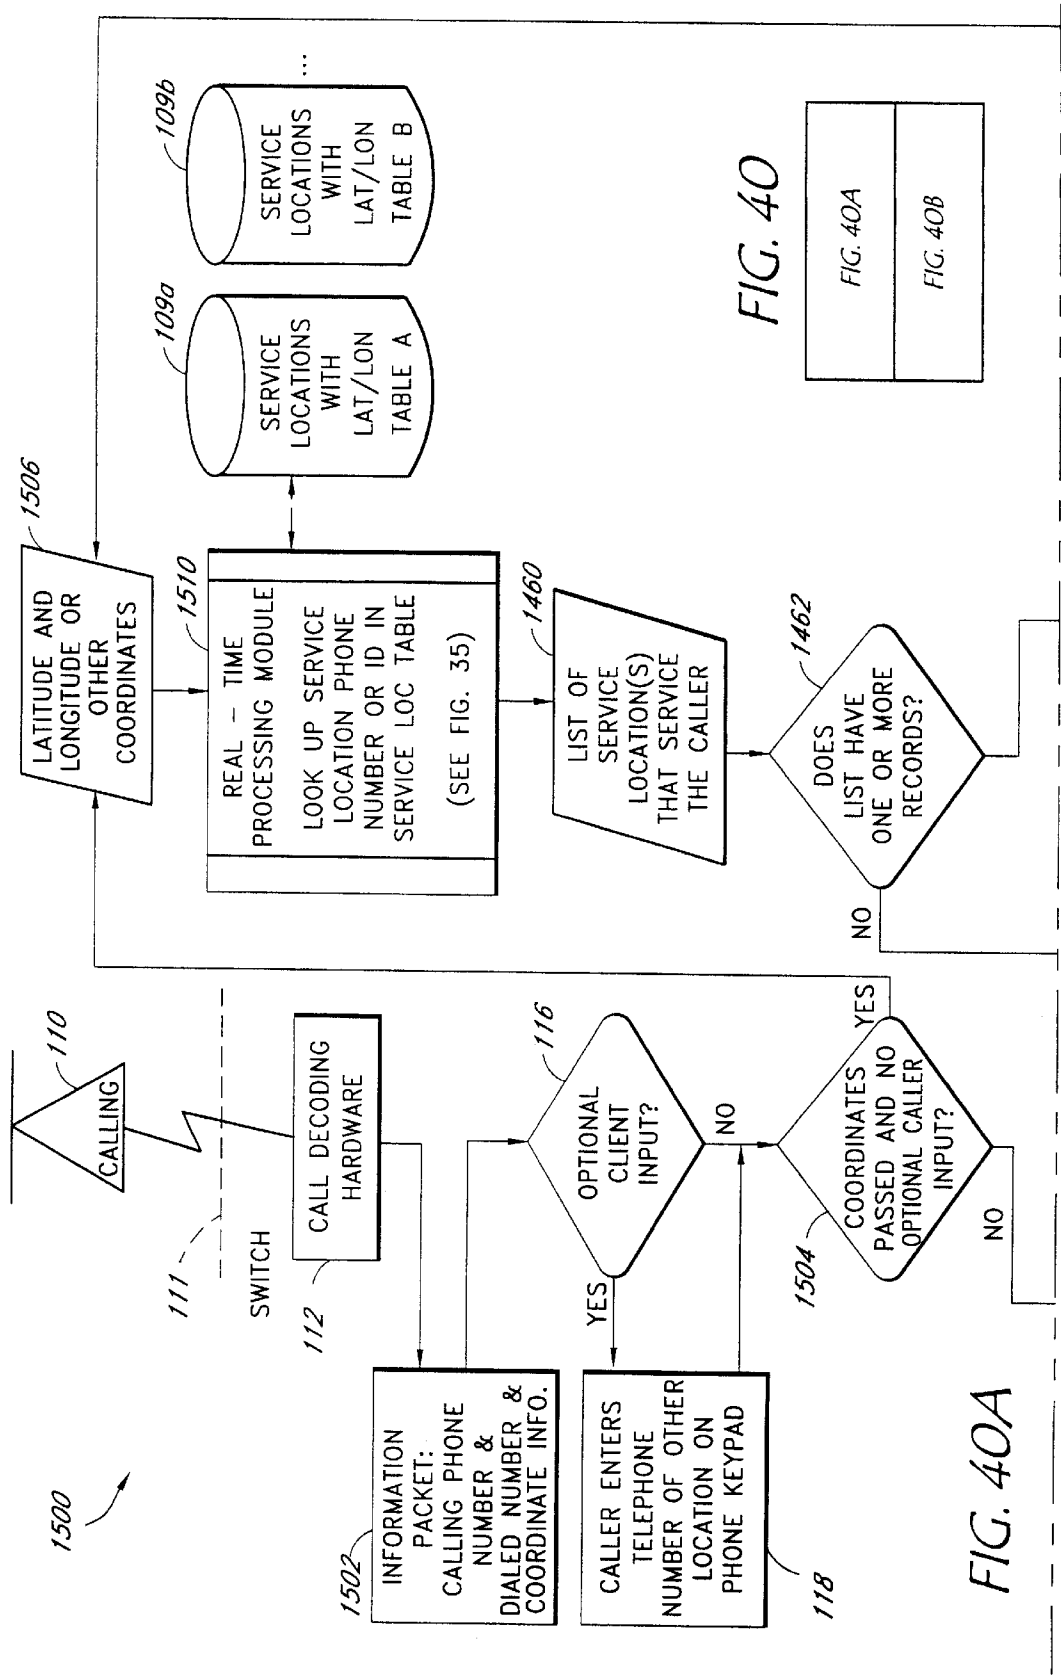 1500
110
CALLING
111
SWITCH
112
CALL DECODING
HARDWARE
1502
INFORMATION
PACKET:
CALLING PHONE
NUMBER &
DIALED NUMBER &
COORDINATE INFO.
116
OPTIONAL
CLIENT
INPUT?
YES
NO
CALLER ENTERS
TELEPHONE
NUMBER OF OTHER
LOCATION ON
PHONE KEYPAD
118
1504
COORDINATES
PASSED AND NO
OPTIONAL CALLER
INPUT?
YES
NO
1506
LATITUDE AND
LONGITUDE OR
OTHER
COORDINATES
1510
REAL – TIME
PROCESSING MODULE
LOOK UP SERVICE
LOCATION PHONE
NUMBER OR ID IN
SERVICE LOC TABLE
(SEE FIG. 35)
109a
SERVICE
LOCATIONS
WITH
LAT/LON
TABLE A
109b
SERVICE
LOCATIONS
WITH
LAT/LON
TABLE B
...
1460
LIST OF
SERVICE
LOCATION(S)
THAT SERVICE
THE CALLER
1462
DOES
LIST HAVE
ONE OR MORE
RECORDS?
NO
FIG. 40
FIG. 40A
FIG. 40B
FIG. 40A